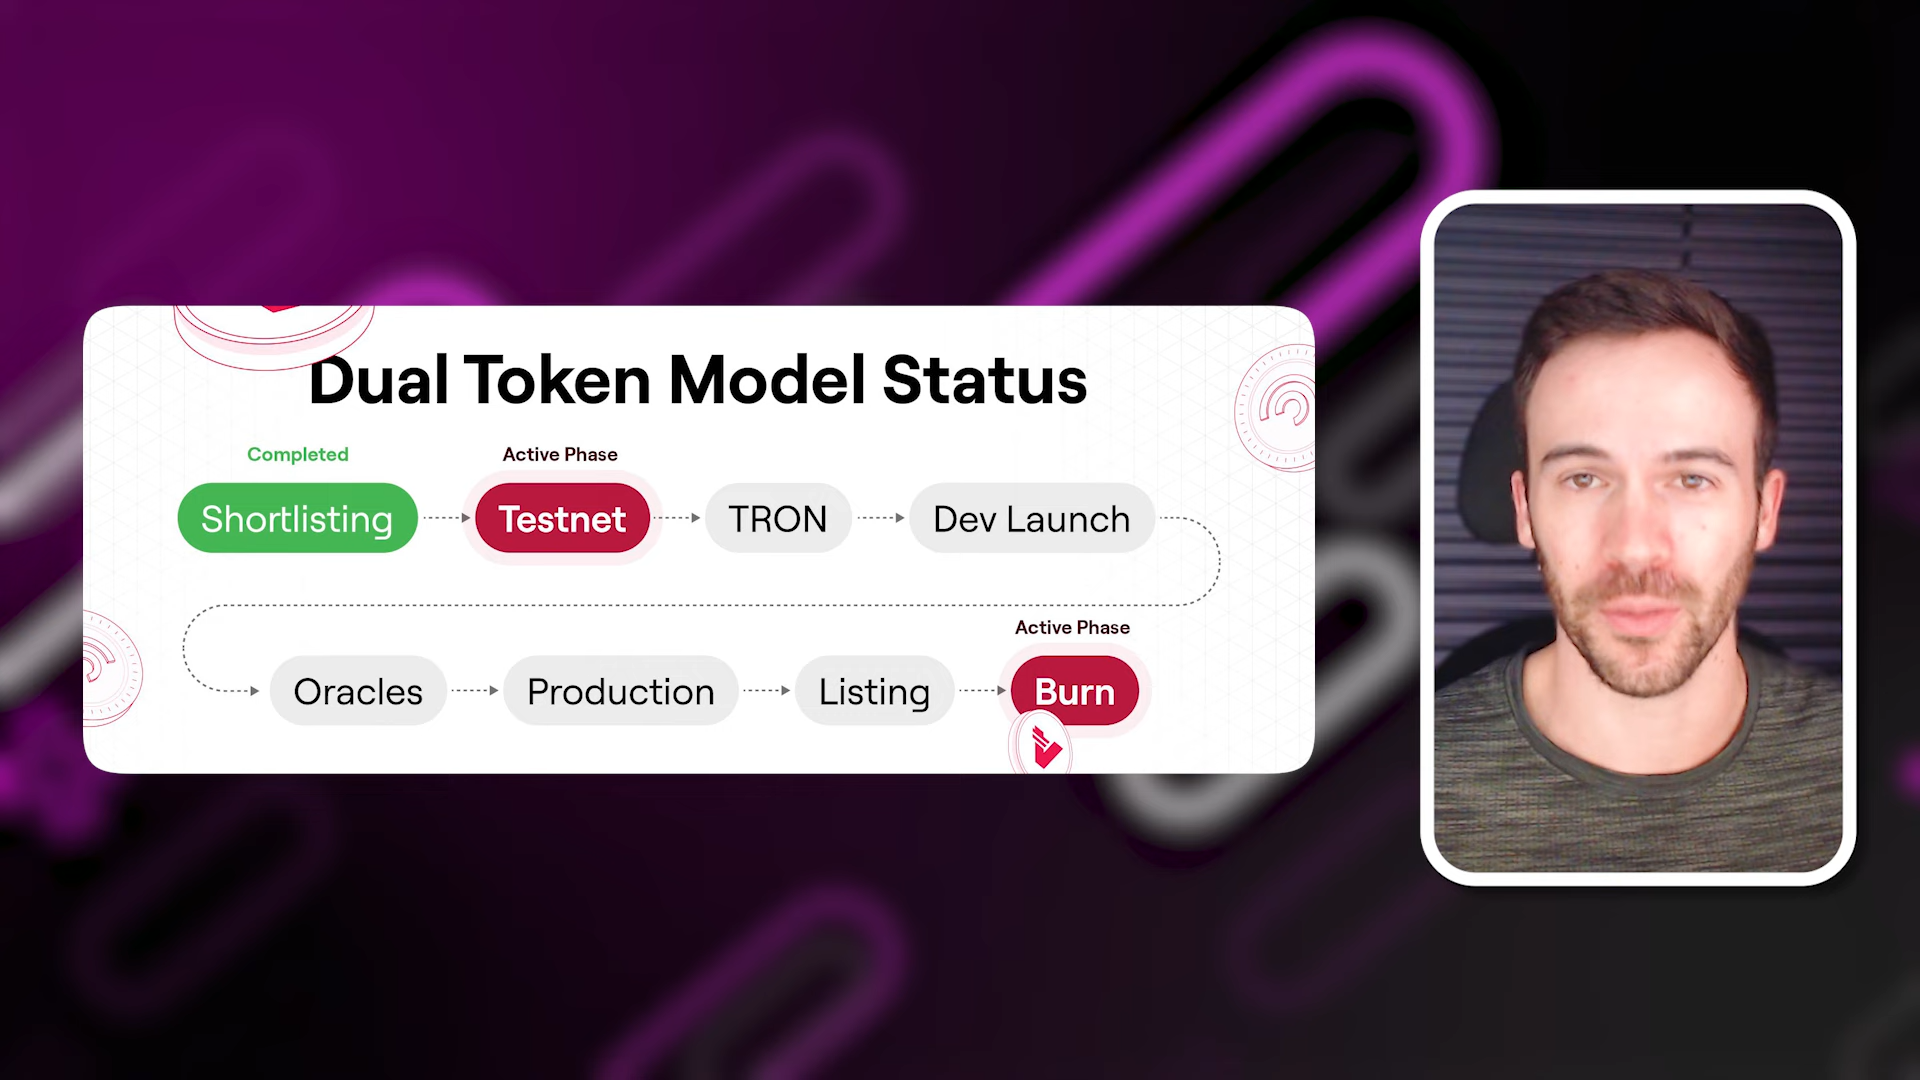 Dual Token Model Status
Completed
Active Phase
Shortlisting
Testnet
TRON
Dev Launch
Active Phase
Oracles
Production
Listing
Burn